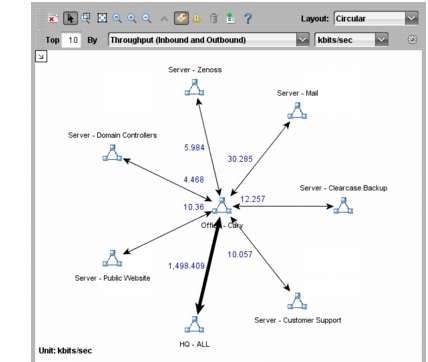 Layout: Circular
Top 10 By Throughput (Inbound and Outbound) kbits/sec
Server - Zenoss
Server - Mail
Server - Domain Controllers
5.984
30.285
4.468
Server - Clearcase Backup
10.36
12.257
Office - Cary
10.057
1,498.409
Server - Public Website
Server - Customer Support
HQ - ALL
Unit: kbits/sec